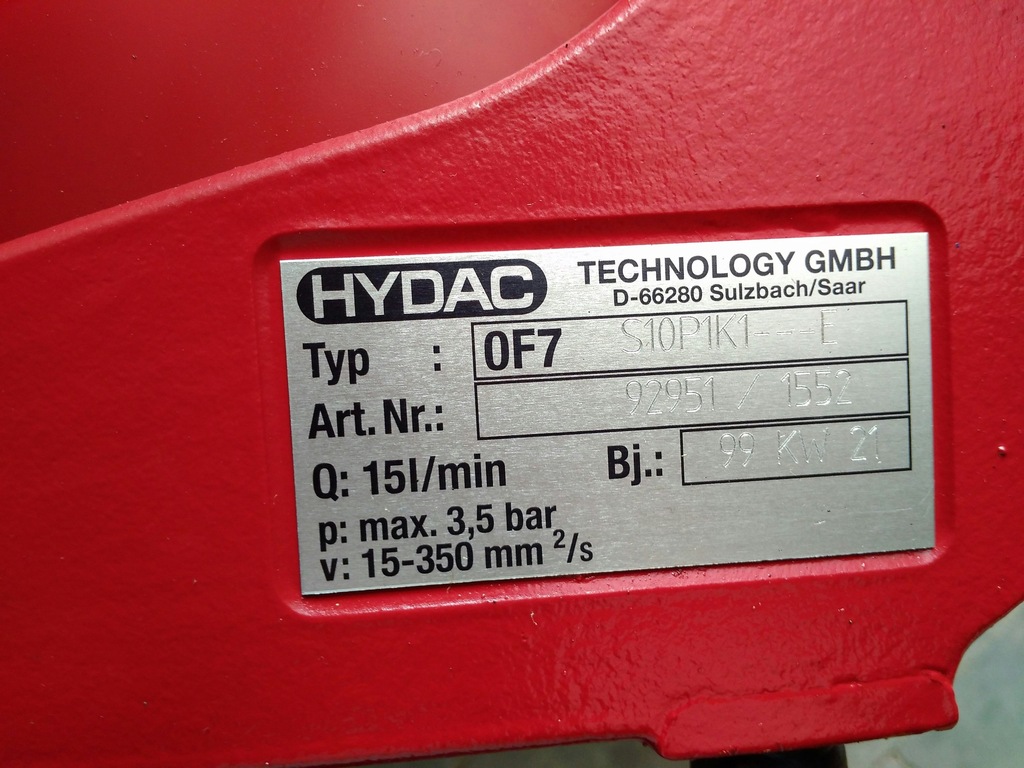 HYDAC TECHNOLOGY GMBH
D-66280 Sulzbach/Saar
Typ : OF7 S10P1K1---E
Art. Nr.: 92951 / 1552
Q: 15l/min Bj.: 99 KW 21
p: max. 3,5 bar
v: 15-350 mm ²/s